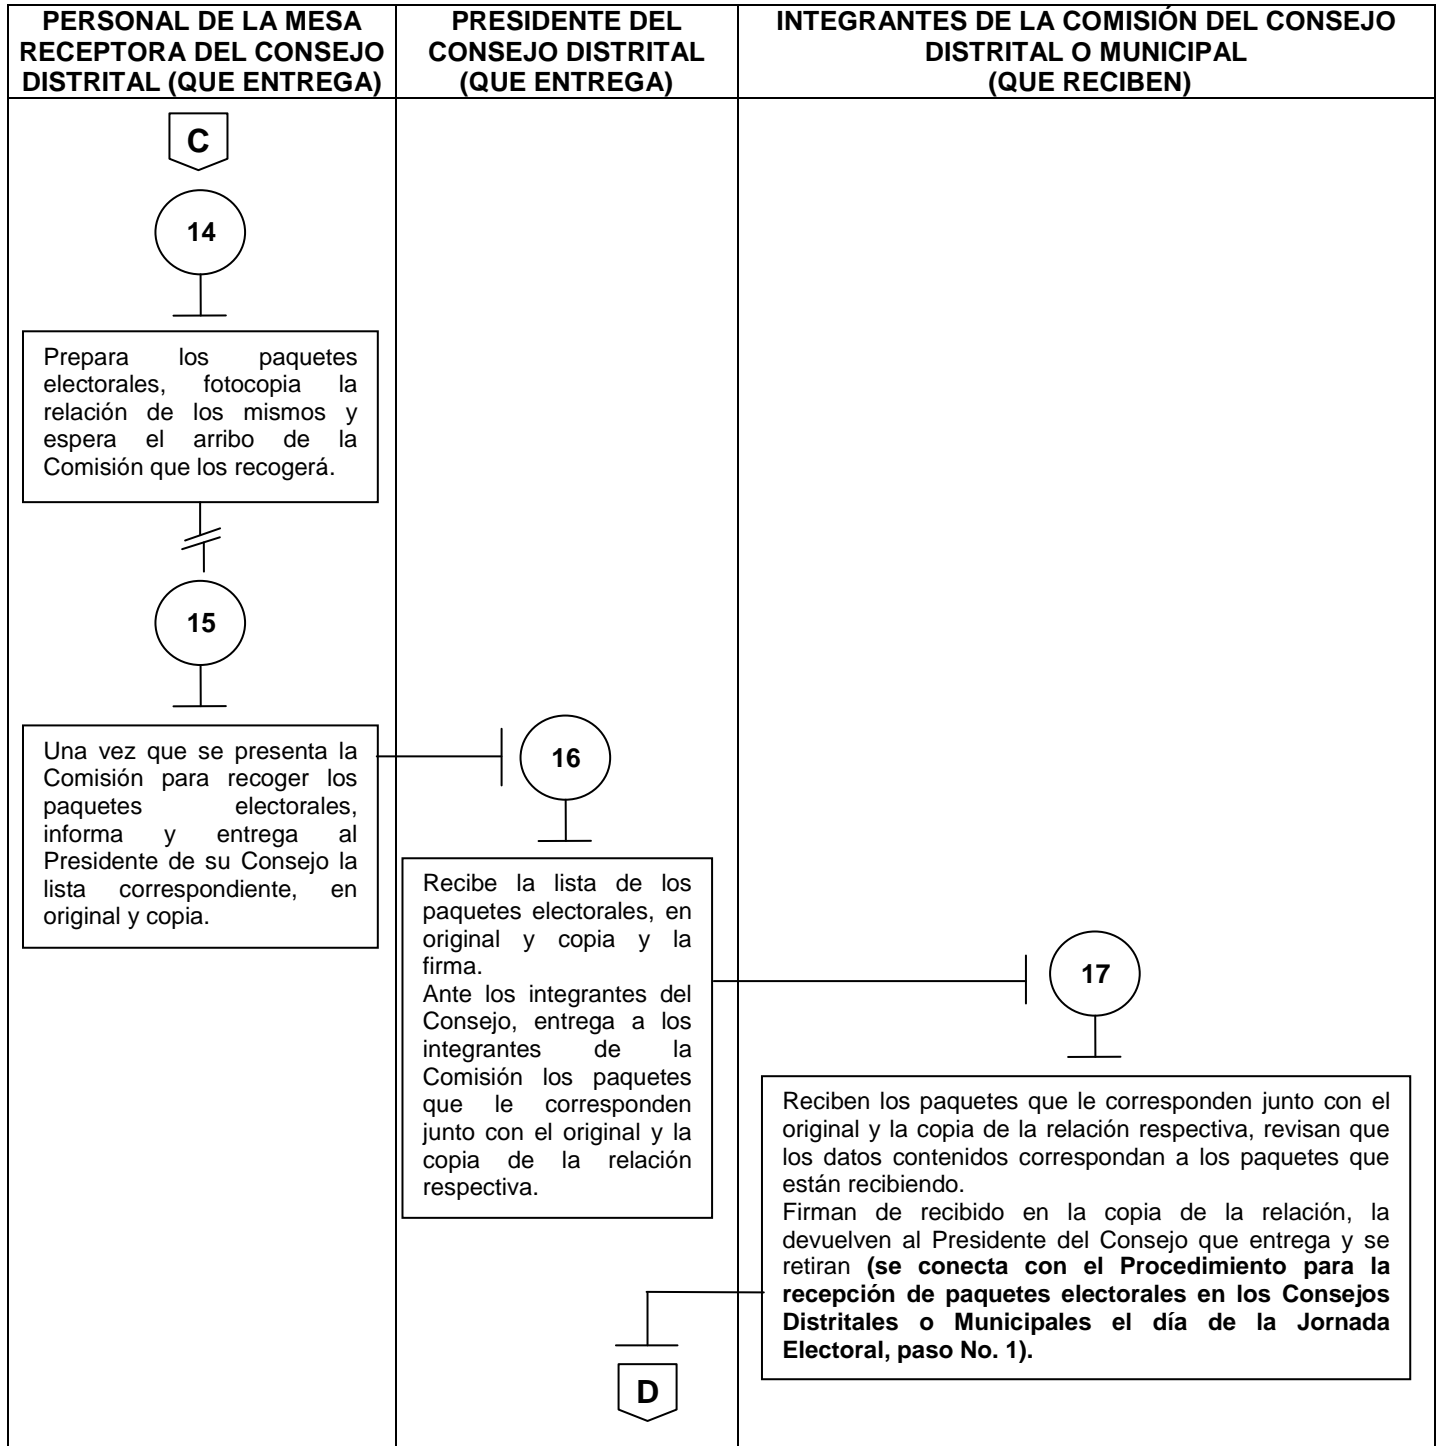 PERSONAL DE LA MESA
RECEPTORA DEL CONSEJO
DISTRITAL (QUE ENTREGA)
PRESIDENTE DEL
CONSEJO DISTRITAL
(QUE ENTREGA)
INTEGRANTES DE LA COMISIÓN DEL CONSEJO
DISTRITAL O MUNICIPAL
(QUE RECIBEN)
C
14
Prepara los paquetes
electorales, fotocopia la
relación de los mismos y
espera el arribo de la
Comisión que los recogerá.
15
Una vez que se presenta la
Comisión para recoger los
paquetes electorales,
informa y entrega al
Presidente de su Consejo la
lista correspondiente, en
original y copia.
16
Recibe la lista de los
paquetes electorales, en
original y copia y la
firma.
Ante los integrantes del
Consejo, entrega a los
integrantes de la
Comisión los paquetes
que le corresponden
junto con el original y la
copia de la relación
respectiva.
17
Reciben los paquetes que le corresponden junto con el
original y la copia de la relación respectiva, revisan que
los datos contenidos correspondan a los paquetes que
están recibiendo.
Firman de recibido en la copia de la relación, la
devuelven al Presidente del Consejo que entrega y se
retiran (se conecta con el Procedimiento para la
recepción de paquetes electorales en los Consejos
Distritales o Municipales el día de la Jornada
Electoral, paso No. 1).
D